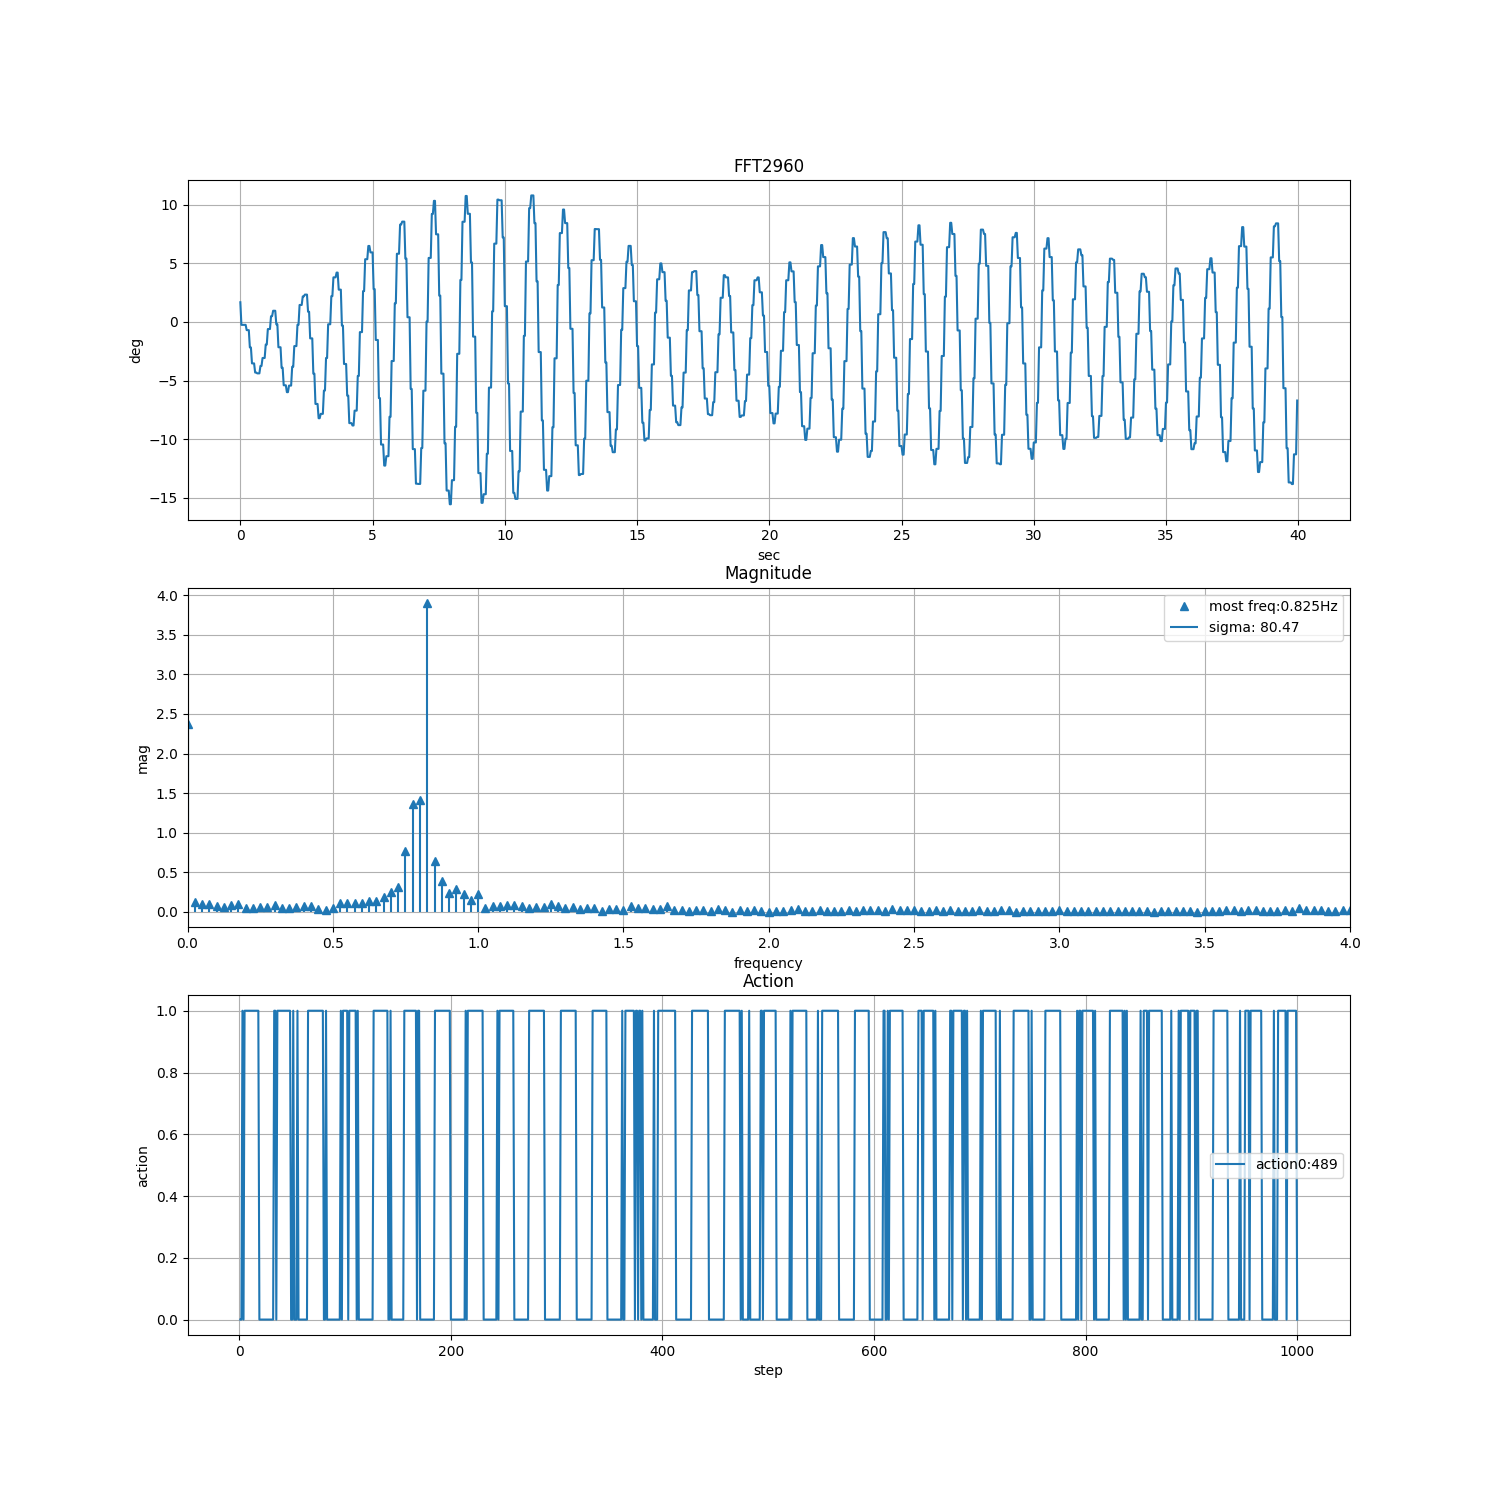 FFT2960
10
5
0
−5
−10
−15
deg
0 5 10 15 20 25 30 35 40
sec
Magnitude
4.0
3.5
3.0
2.5
2.0
1.5
1.0
0.5
0.0
mag
most freq:0.825Hz
sigma: 80.47
0.0 0.5 1.0 1.5 2.0 2.5 3.0 3.5 4.0
frequency
Action
1.0
0.8
0.6
0.4
0.2
0.0
action
action0:489
0 200 400 600 800 1000
step